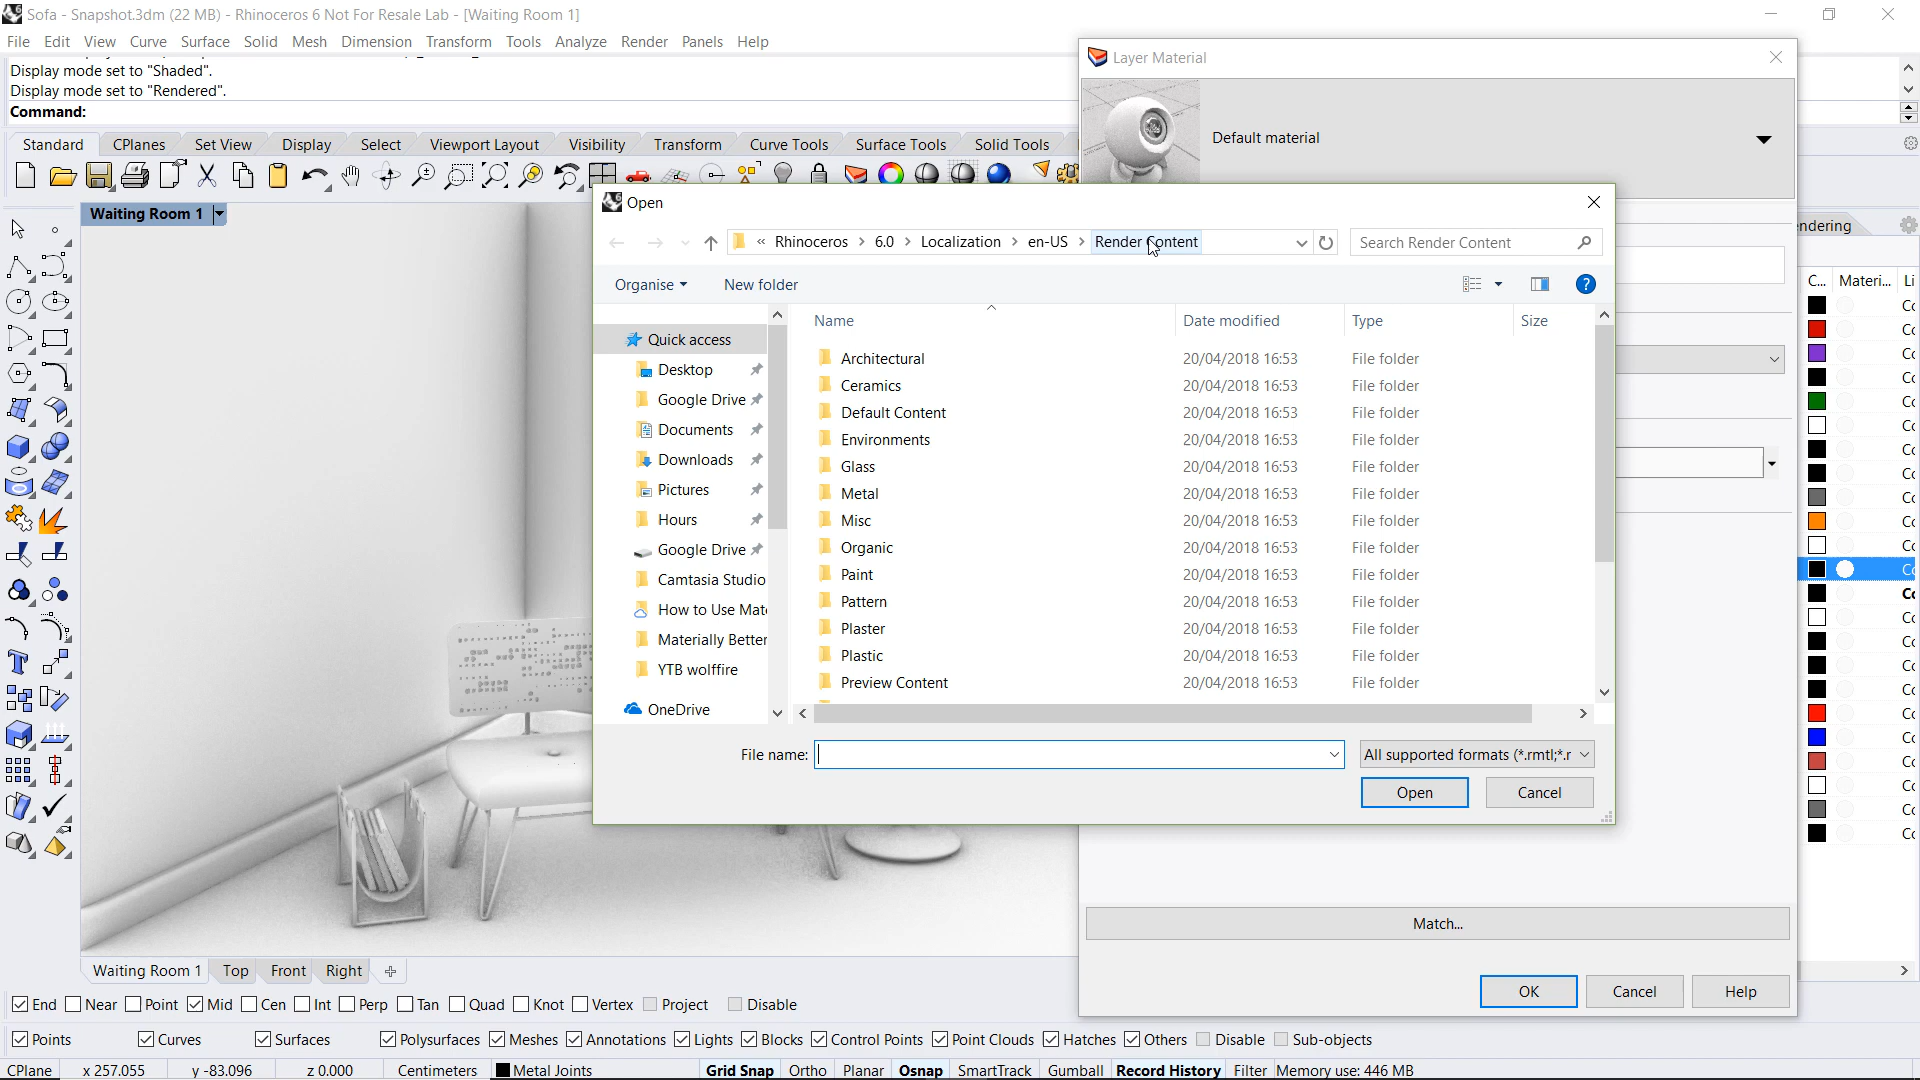 Sofa - Snapshot.3dm (22 MB) - Rhinoceros 6 Not For Resale Lab - [Waiting Room 1]
File Edit View Curve Surface Solid Mesh Dimension Transform Tools Analyze Render Panels Help
Display mode set to "Shaded".
Display mode set to "Rendered".
Command:
Standard CPlanes Set View Display Select Viewport Layout Visibility Transform Curve Tools Surface Tools Solid Tools
Waiting Room 1
Layer Material
Default material
Open
« Rhinoceros > 6.0 > Localization > en-US > Render Content
Search Render Content
Organise New folder
Quick access
Desktop
Google Drive
Documents
Downloads
Pictures
Hours
Google Drive
Camtasia Studio
How to Use Mat
Materially Better
YTB wolffire
OneDrive
Name Date modified Type Size
Architectural 20/04/2018 16:53 File folder
Ceramics 20/04/2018 16:53 File folder
Default Content 20/04/2018 16:53 File folder
Environments 20/04/2018 16:53 File folder
Glass 20/04/2018 16:53 File folder
Metal 20/04/2018 16:53 File folder
Misc 20/04/2018 16:53 File folder
Organic 20/04/2018 16:53 File folder
Paint 20/04/2018 16:53 File folder
Pattern 20/04/2018 16:53 File folder
Plaster 20/04/2018 16:53 File folder
Plastic 20/04/2018 16:53 File folder
Preview Content 20/04/2018 16:53 File folder
File name:
All supported formats (*.rmtl;*.r
Open Cancel
Match...
OK Cancel Help
ndering
C... Materi... Li
Waiting Room 1 Top Front Right
End Near Point Mid Cen Int Perp Tan Quad Knot Vertex Project Disable
Points Curves Surfaces Polysurfaces Meshes Annotations Lights Blocks Control Points Point Clouds Hatches Others Disable Sub-objects
CPlane x 257.055 y -83.096 z 0.000 Centimeters Metal Joints Grid Snap Ortho Planar Osnap SmartTrack Gumball Record History Filter Memory use: 446 MB